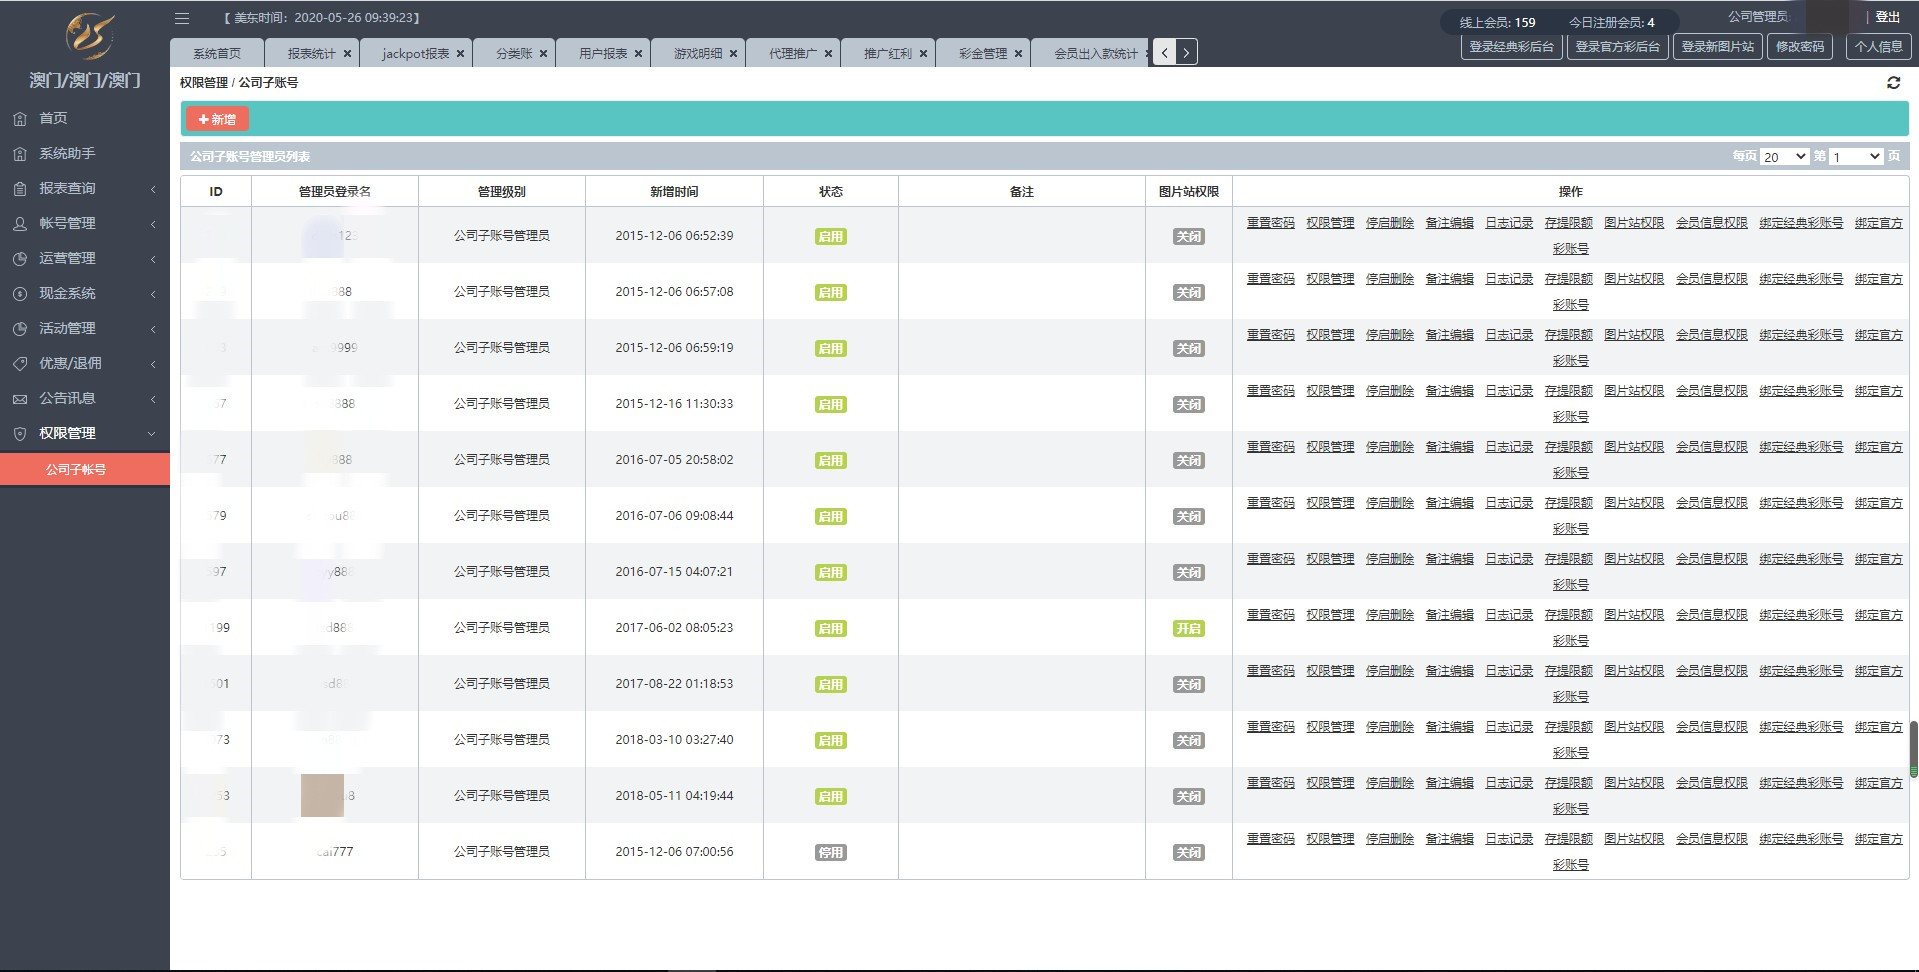 【 美东时间：2020-05-26 09:39:23】
线上会员: 159 今日注册会员: 4
公司管理员: | 登出
登录经典彩后台 登录官方彩后台 登录新图片站 修改密码 个人信息
澳门/澳门/澳门
首页
系统助手
报表查询
帐号管理
运营管理
现金系统
活动管理
优惠/退佣
公告讯息
权限管理
公司子帐号
系统首页 报表统计 jackpot报表 分类账 用户报表 游戏明细 代理推广 推广红利 彩金管理 会员出入款统计
权限管理 / 公司子账号
新增
公司子账号管理员列表 每页 20 第 1 页
ID 管理员登录名 管理级别 新增时间 状态 备注 图片站权限 操作
123 公司子账号管理员 2015-12-06 06:52:39 启用 关闭 重置密码 权限管理 停启删除 备注编辑 日志记录 存提限额 图片站权限 会员信息权限 绑定经典彩账号 绑定官方
彩账号
888 公司子账号管理员 2015-12-06 06:57:08 启用 关闭 重置密码 权限管理 停启删除 备注编辑 日志记录 存提限额 图片站权限 会员信息权限 绑定经典彩账号 绑定官方
彩账号
3 9999 公司子账号管理员 2015-12-06 06:59:19 启用 关闭 重置密码 权限管理 停启删除 备注编辑 日志记录 存提限额 图片站权限 会员信息权限 绑定经典彩账号 绑定官方
彩账号
67 888 公司子账号管理员 2015-12-16 11:30:33 启用 关闭 重置密码 权限管理 停启删除 备注编辑 日志记录 存提限额 图片站权限 会员信息权限 绑定经典彩账号 绑定官方
彩账号
77 888 公司子账号管理员 2016-07-05 20:58:02 启用 关闭 重置密码 权限管理 停启删除 备注编辑 日志记录 存提限额 图片站权限 会员信息权限 绑定经典彩账号 绑定官方
彩账号
579 ou88 公司子账号管理员 2016-07-06 09:08:44 启用 关闭 重置密码 权限管理 停启删除 备注编辑 日志记录 存提限额 图片站权限 会员信息权限 绑定经典彩账号 绑定官方
彩账号
97 y888 公司子账号管理员 2016-07-15 04:07:21 启用 关闭 重置密码 权限管理 停启删除 备注编辑 日志记录 存提限额 图片站权限 会员信息权限 绑定经典彩账号 绑定官方
彩账号
199 d888 公司子账号管理员 2017-06-02 08:05:23 启用 开启 重置密码 权限管理 停启删除 备注编辑 日志记录 存提限额 图片站权限 会员信息权限 绑定经典彩账号 绑定官方
彩账号
501 sd8 公司子账号管理员 2017-08-22 01:18:53 启用 关闭 重置密码 权限管理 停启删除 备注编辑 日志记录 存提限额 图片站权限 会员信息权限 绑定经典彩账号 绑定官方
彩账号
73 公司子账号管理员 2018-03-10 03:27:40 启用 关闭 重置密码 权限管理 停启删除 备注编辑 日志记录 存提限额 图片站权限 会员信息权限 绑定经典彩账号 绑定官方
彩账号
53 8 公司子账号管理员 2018-05-11 04:19:44 启用 关闭 重置密码 权限管理 停启删除 备注编辑 日志记录 存提限额 图片站权限 会员信息权限 绑定经典彩账号 绑定官方
彩账号
cai777 公司子账号管理员 2015-12-06 07:00:56 停用 关闭 重置密码 权限管理 停启删除 备注编辑 日志记录 存提限额 图片站权限 会员信息权限 绑定经典彩账号 绑定官方
彩账号